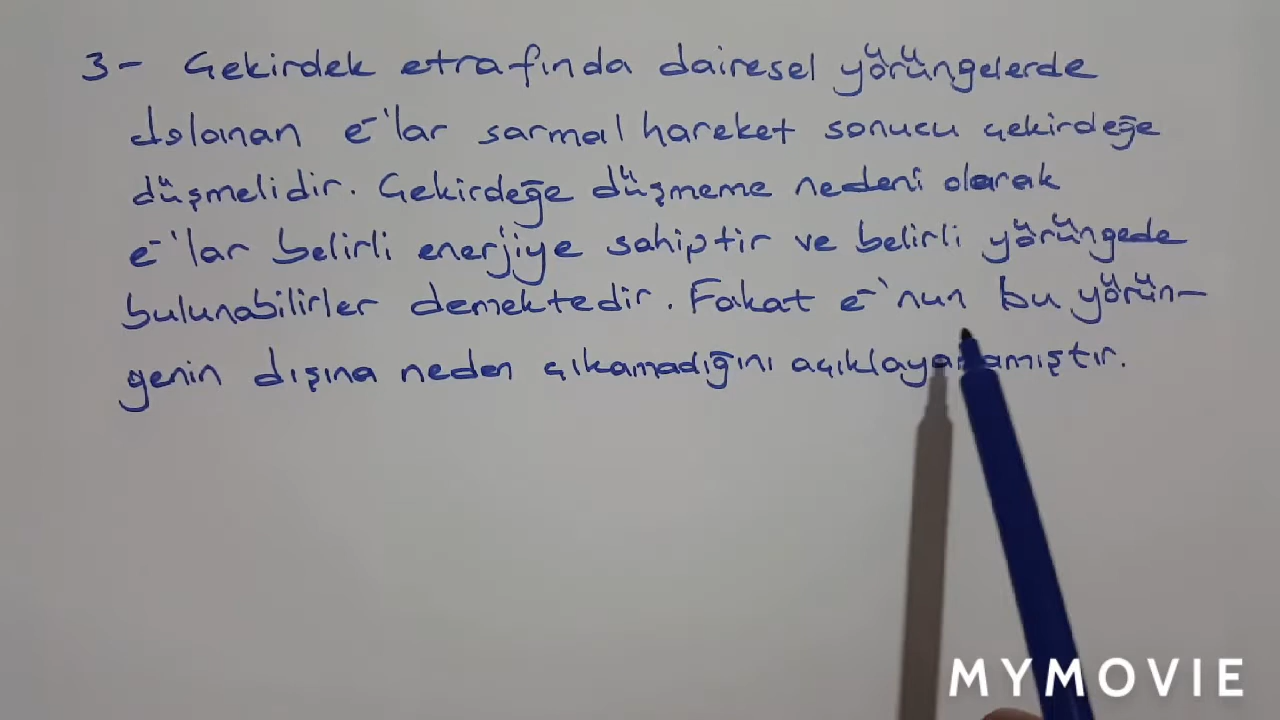 3- Çekirdek etrafında dairesel yörüngelerde
dolanan e⁻'lar sarmal hareket sonucu çekirdeğe
düşmelidir. Çekirdeğe düşmeme nedeni olarak
e⁻'lar belirli enerjiye sahiptir ve belirli yörüngede
bulunabilirler demektedir. Fakat e⁻'nun bu yörün-
genin dışına neden çıkamadığını
MYMOVIE